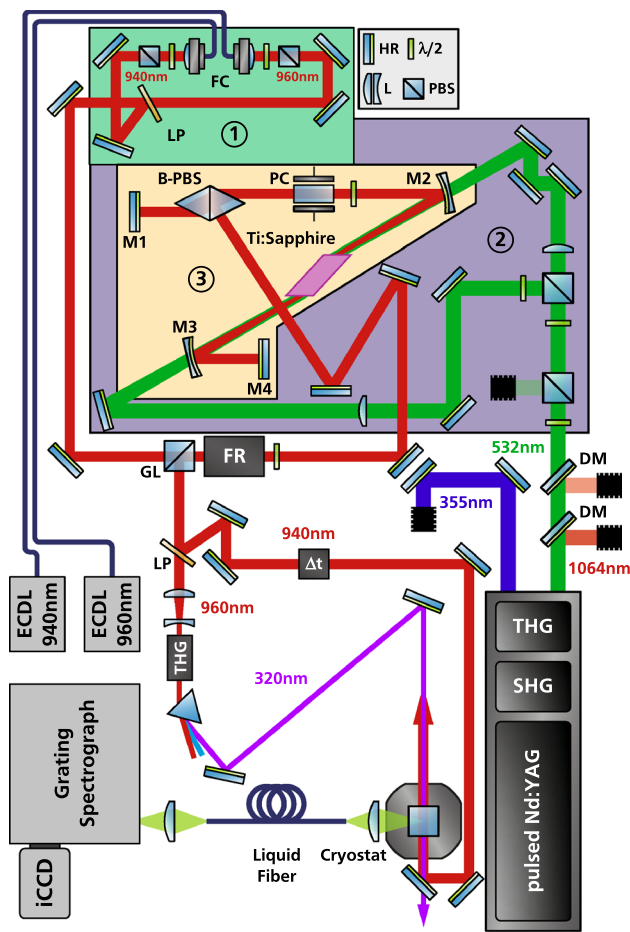 HR
λ/2
L
PBS
940nm
FC
960nm
LP
1
B-PBS
PC
M2
M1
Ti:Sapphire
2
3
M3
M4
532nm
GL
FR
DM
355nm
DM
940nm
LP
Δt
1064nm
960nm
ECDL
940nm
ECDL
960nm
THG
THG
SHG
320nm
pulsed Nd:YAG
Grating
Spectrograph
iCCD
Liquid
Fiber
Cryostat